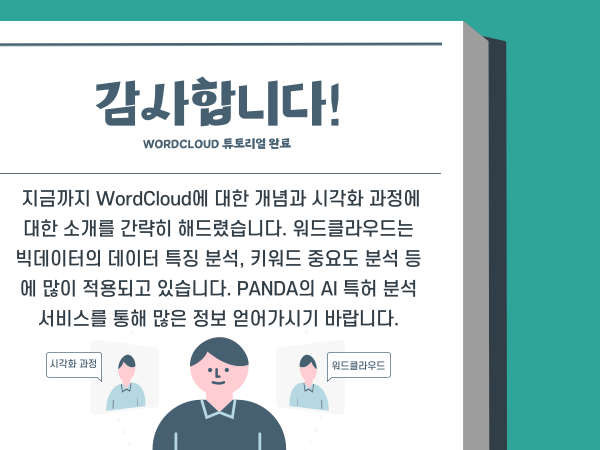 감사합니다!
WORDCLOUD 튜토리얼 완료
지금까지 WordCloud에 대한 개념과 시각화 과정에
대한 소개를 간략히 해드렸습니다. 워드클라우드는
빅데이터의 데이터 특징 분석, 키워드 중요도 분석 등
에 많이 적용되고 있습니다. PANDA의 AI 특허 분석
서비스를 통해 많은 정보 얻어가시기 바랍니다.
시각화 과정
워드클라우드